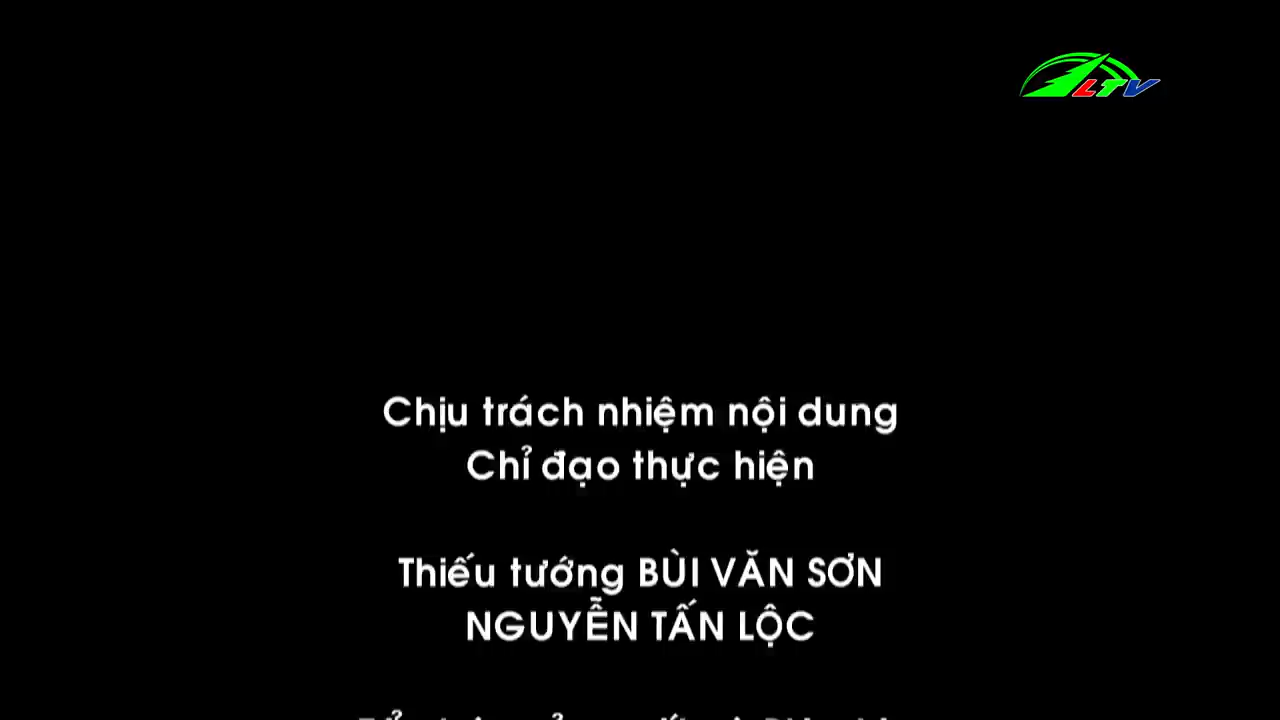 LTV
Chịu trách nhiệm nội dung
Chỉ đạo thực hiện
Thiếu tướng BÙI VĂN SƠN
NGUYỄN TẤN LỘC